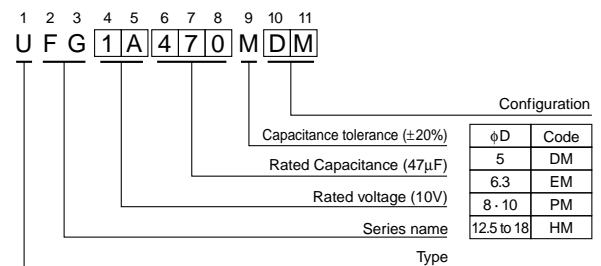 1 2 3 4 5 6 7 8 9 10 11
U F G 1 A 4 7 0 M D M
Configuration
Capacitance tolerance (±20%)
Rated Capacitance (47μF)
Rated voltage (10V)
Series name
Type
ϕD Code
5 DM
6.3 EM
8 · 10 PM
12.5 to 18 HM